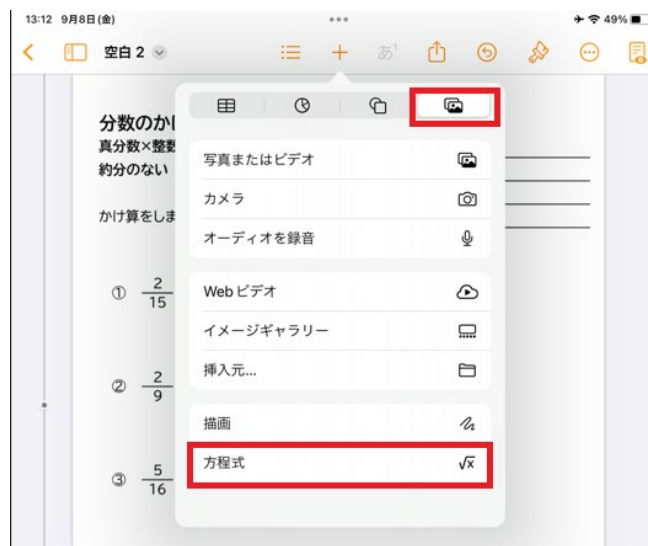 13:12 9月8日(金) 49%
空白 2
あ
分数のか
真分数×整数
約分のない
かけ算をしま
写真またはビデオ
カメラ
オーディオを録音
Web ビデオ
イメージギャラリー
挿入元...
描画
方程式 √x
① 2/15
② 2/9
③ 5/16